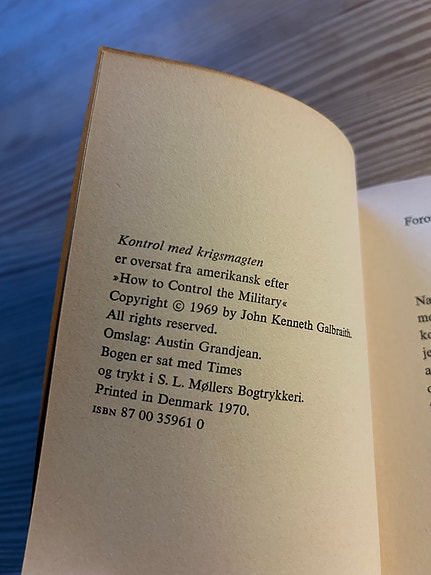 Kontrol med krigsmagten
er oversat fra amerikansk efter
»How to Control the Military«
Copyright © 1969 by John Kenneth Galbraith.
All rights reserved.
Omslag: Austin Grandjean.
Bogen er sat med Times
og trykt i S. L. Møllers Bogtrykkeri.
Printed in Denmark 1970.
ISBN 87 00 35961 0